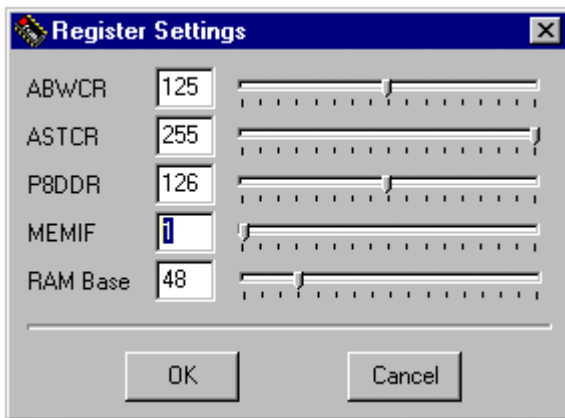 Register Settings
ABWCR 125
ASTCR 255
P8DDR 126
MEMIF 1
RAM Base 48
OK Cancel